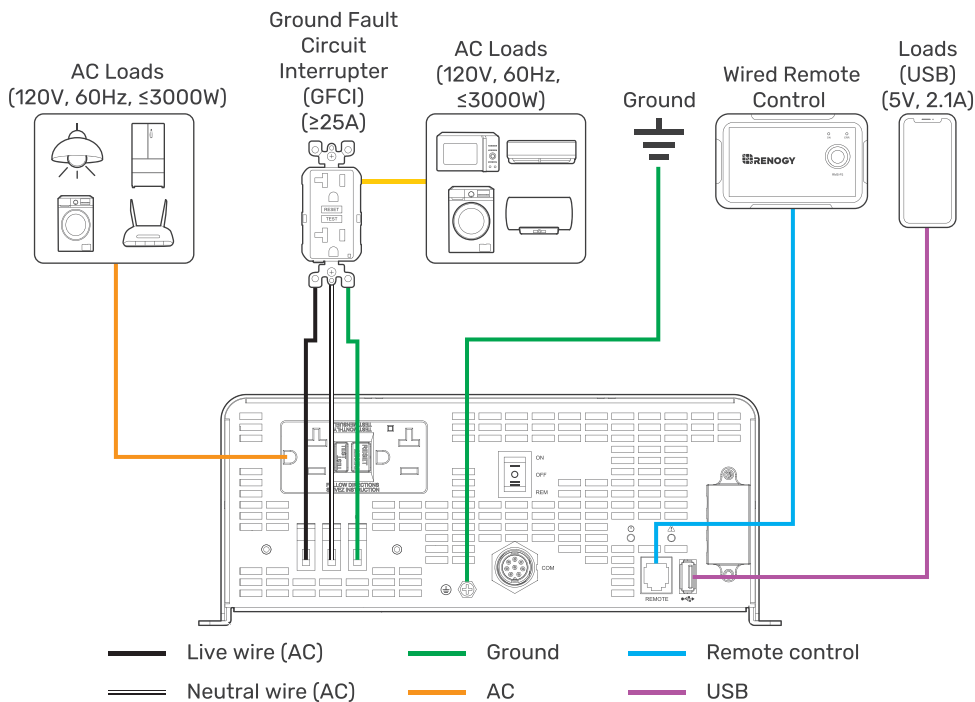 Ground Fault
Circuit
Interrupter
(GFCI)
(≥25A)
AC Loads
(120V, 60Hz, ≤3000W)
AC Loads
(120V, 60Hz,
≤3000W)
Ground
Wired Remote
Control
Loads
(USB)
(5V, 2.1A)
RENOGY
RESET
TEST
ON
OFF
REM
COM
REMOTE
Live wire (AC)
Ground
Remote control
Neutral wire (AC)
AC
USB